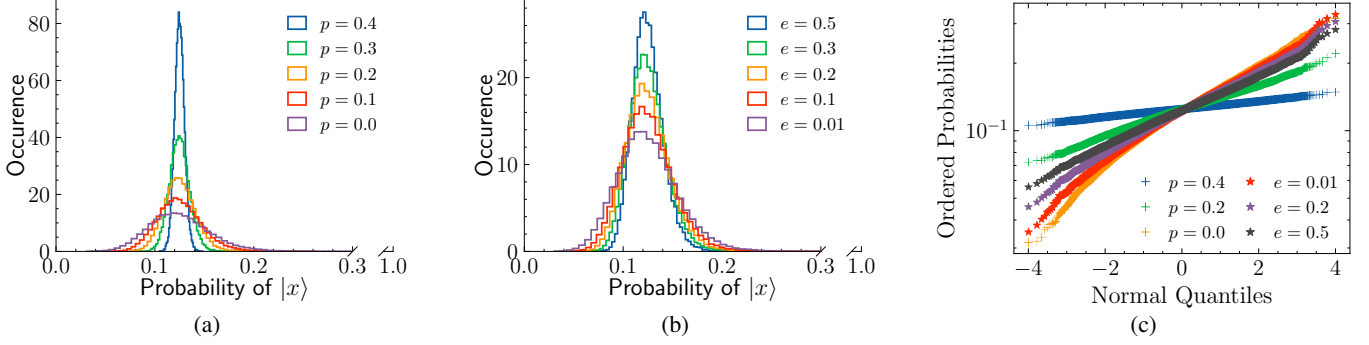 Occurence
80
60
40
20
0
p = 0.4
p = 0.3
p = 0.2
p = 0.1
p = 0.0
0.0
0.1
0.2
0.3
1.0
Probability of |x⟩
(a)
Occurence
20
10
0
e = 0.5
e = 0.3
e = 0.2
e = 0.1
e = 0.01
0.0
0.1
0.2
0.3
1.0
Probability of |x⟩
(b)
Ordered Probabilities
10⁻¹
p = 0.4
p = 0.2
p = 0.0
e = 0.01
e = 0.2
e = 0.5
−4
−2
0
2
4
Normal Quantiles
(c)